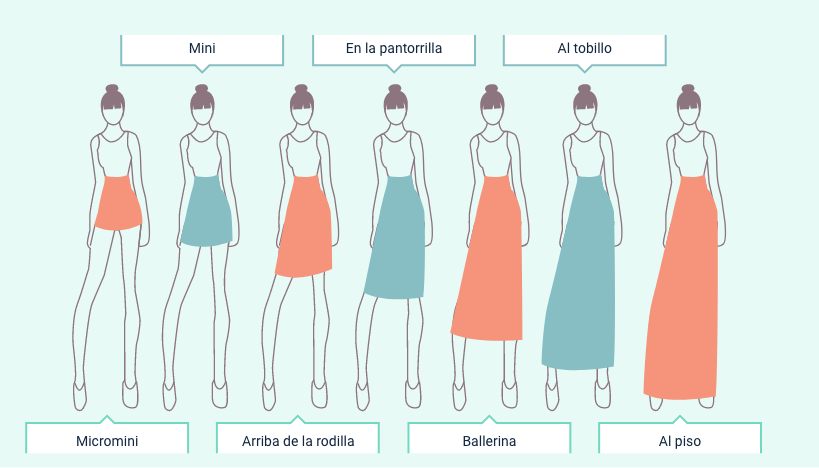 Mini
En la pantorrilla
Al tobillo
Micromini
Arriba de la rodilla
Ballerina
Al piso